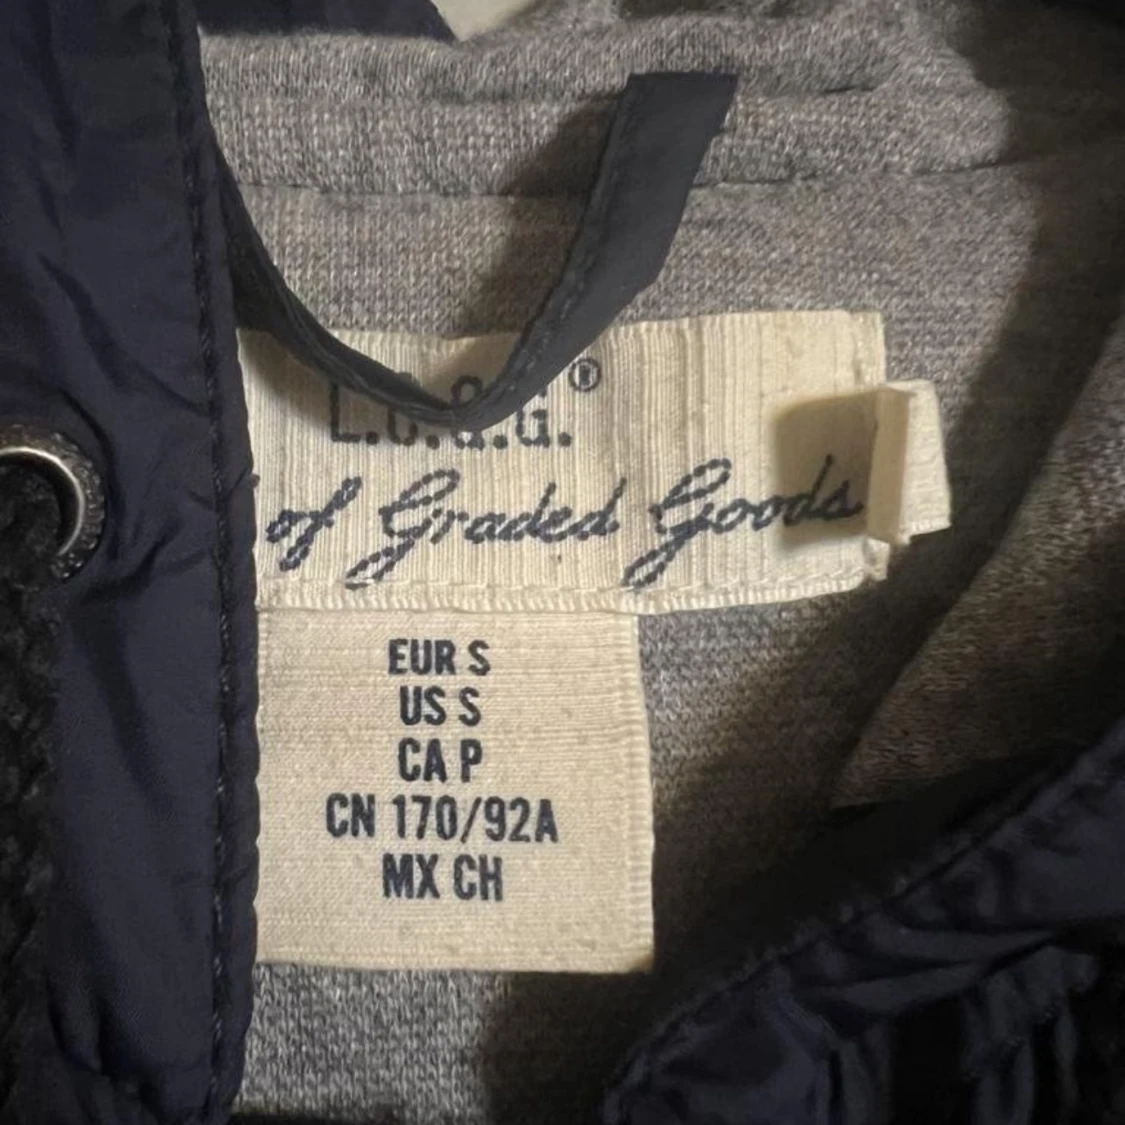 L.O.G.G.®
of Graded Goods
EUR S
US S
CA P
CN 170/92A
MX CH